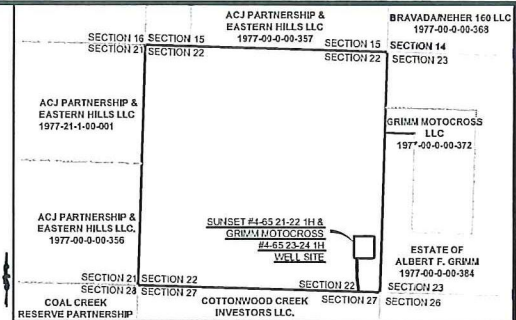 ACJ PARTNERSHIP &
EASTERN HILLS LLC
1977-00-0-00-357
BRAVADA/NEHER 160 LLC
1977-00-0-00-368
SECTION 16 SECTION 15
SECTION 15 SECTION 14
SECTION 21 SECTION 22
SECTION 22 SECTION 23
ACJ PARTNERSHIP &
EASTERN HILLS LLC
1977-21-1-00-001
GRIMM MOTOCROSS
LLC
197*-00-0-00-372
ACJ PARTNERSHIP &
EASTERN HILLS LLC.
1977-00-0-00-356
SUNSET #4-65 21-22 1H &
GRIMM MOTOCROSS
#4-65 23-24 1H
WELL SITE
ESTATE OF
ALBERT F. GRIMM
1977-00-0-00-384
SECTION 21 SECTION 22
SECTION 22 SECTION 23
SECTION 28 SECTION 27
SECTION 27 SECTION 26
COAL CREEK
RESERVE PARTNERSHIP
COTTONWOOD CREEK
INVESTORS LLC.